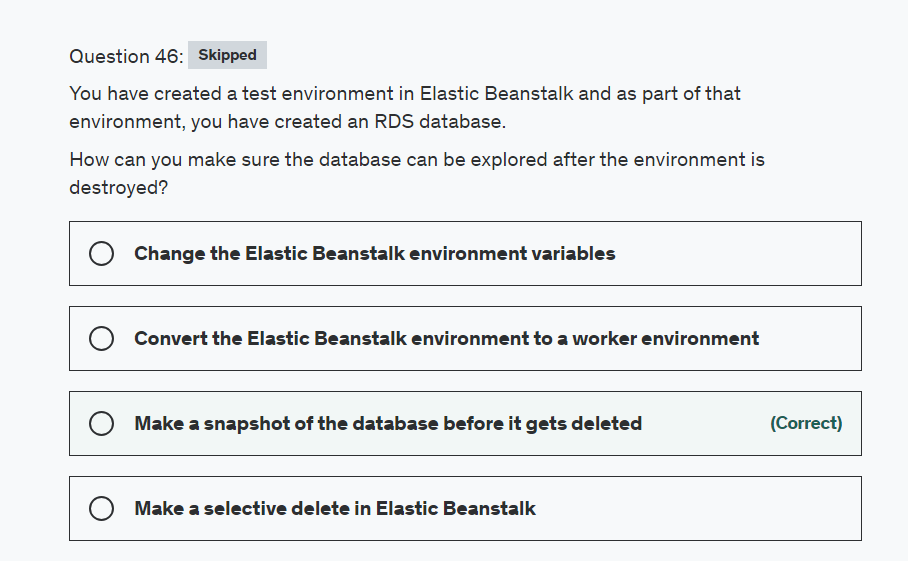 Question 46: Skipped
You have created a test environment in Elastic Beanstalk and as part of that
environment, you have created an RDS database.
How can you make sure the database can be explored after the environment is
destroyed?
Change the Elastic Beanstalk environment variables
Convert the Elastic Beanstalk environment to a worker environment
Make a snapshot of the database before it gets deleted (Correct)
Make a selective delete in Elastic Beanstalk